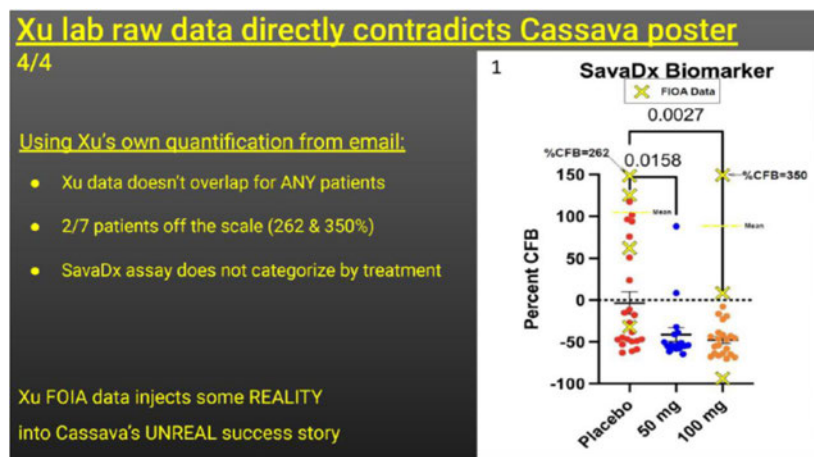 Xu lab raw data directly contradicts Cassava poster
4/4
Using Xu's own quantification from email:
● Xu data doesn't overlap for ANY patients
● 2/7 patients off the scale (262 & 350%)
● SavaDx assay does not categorize by treatment
Xu FOIA data injects some REALITY
into Cassava's UNREAL success story
1
SavaDx Biomarker
FIOA Data
0.0027
%CFB=262
0.0158
%CFB=350
Mean
Mean
Percent CFB
150
100
50
0
-50
-100
Placebo
50 mg
100 mg